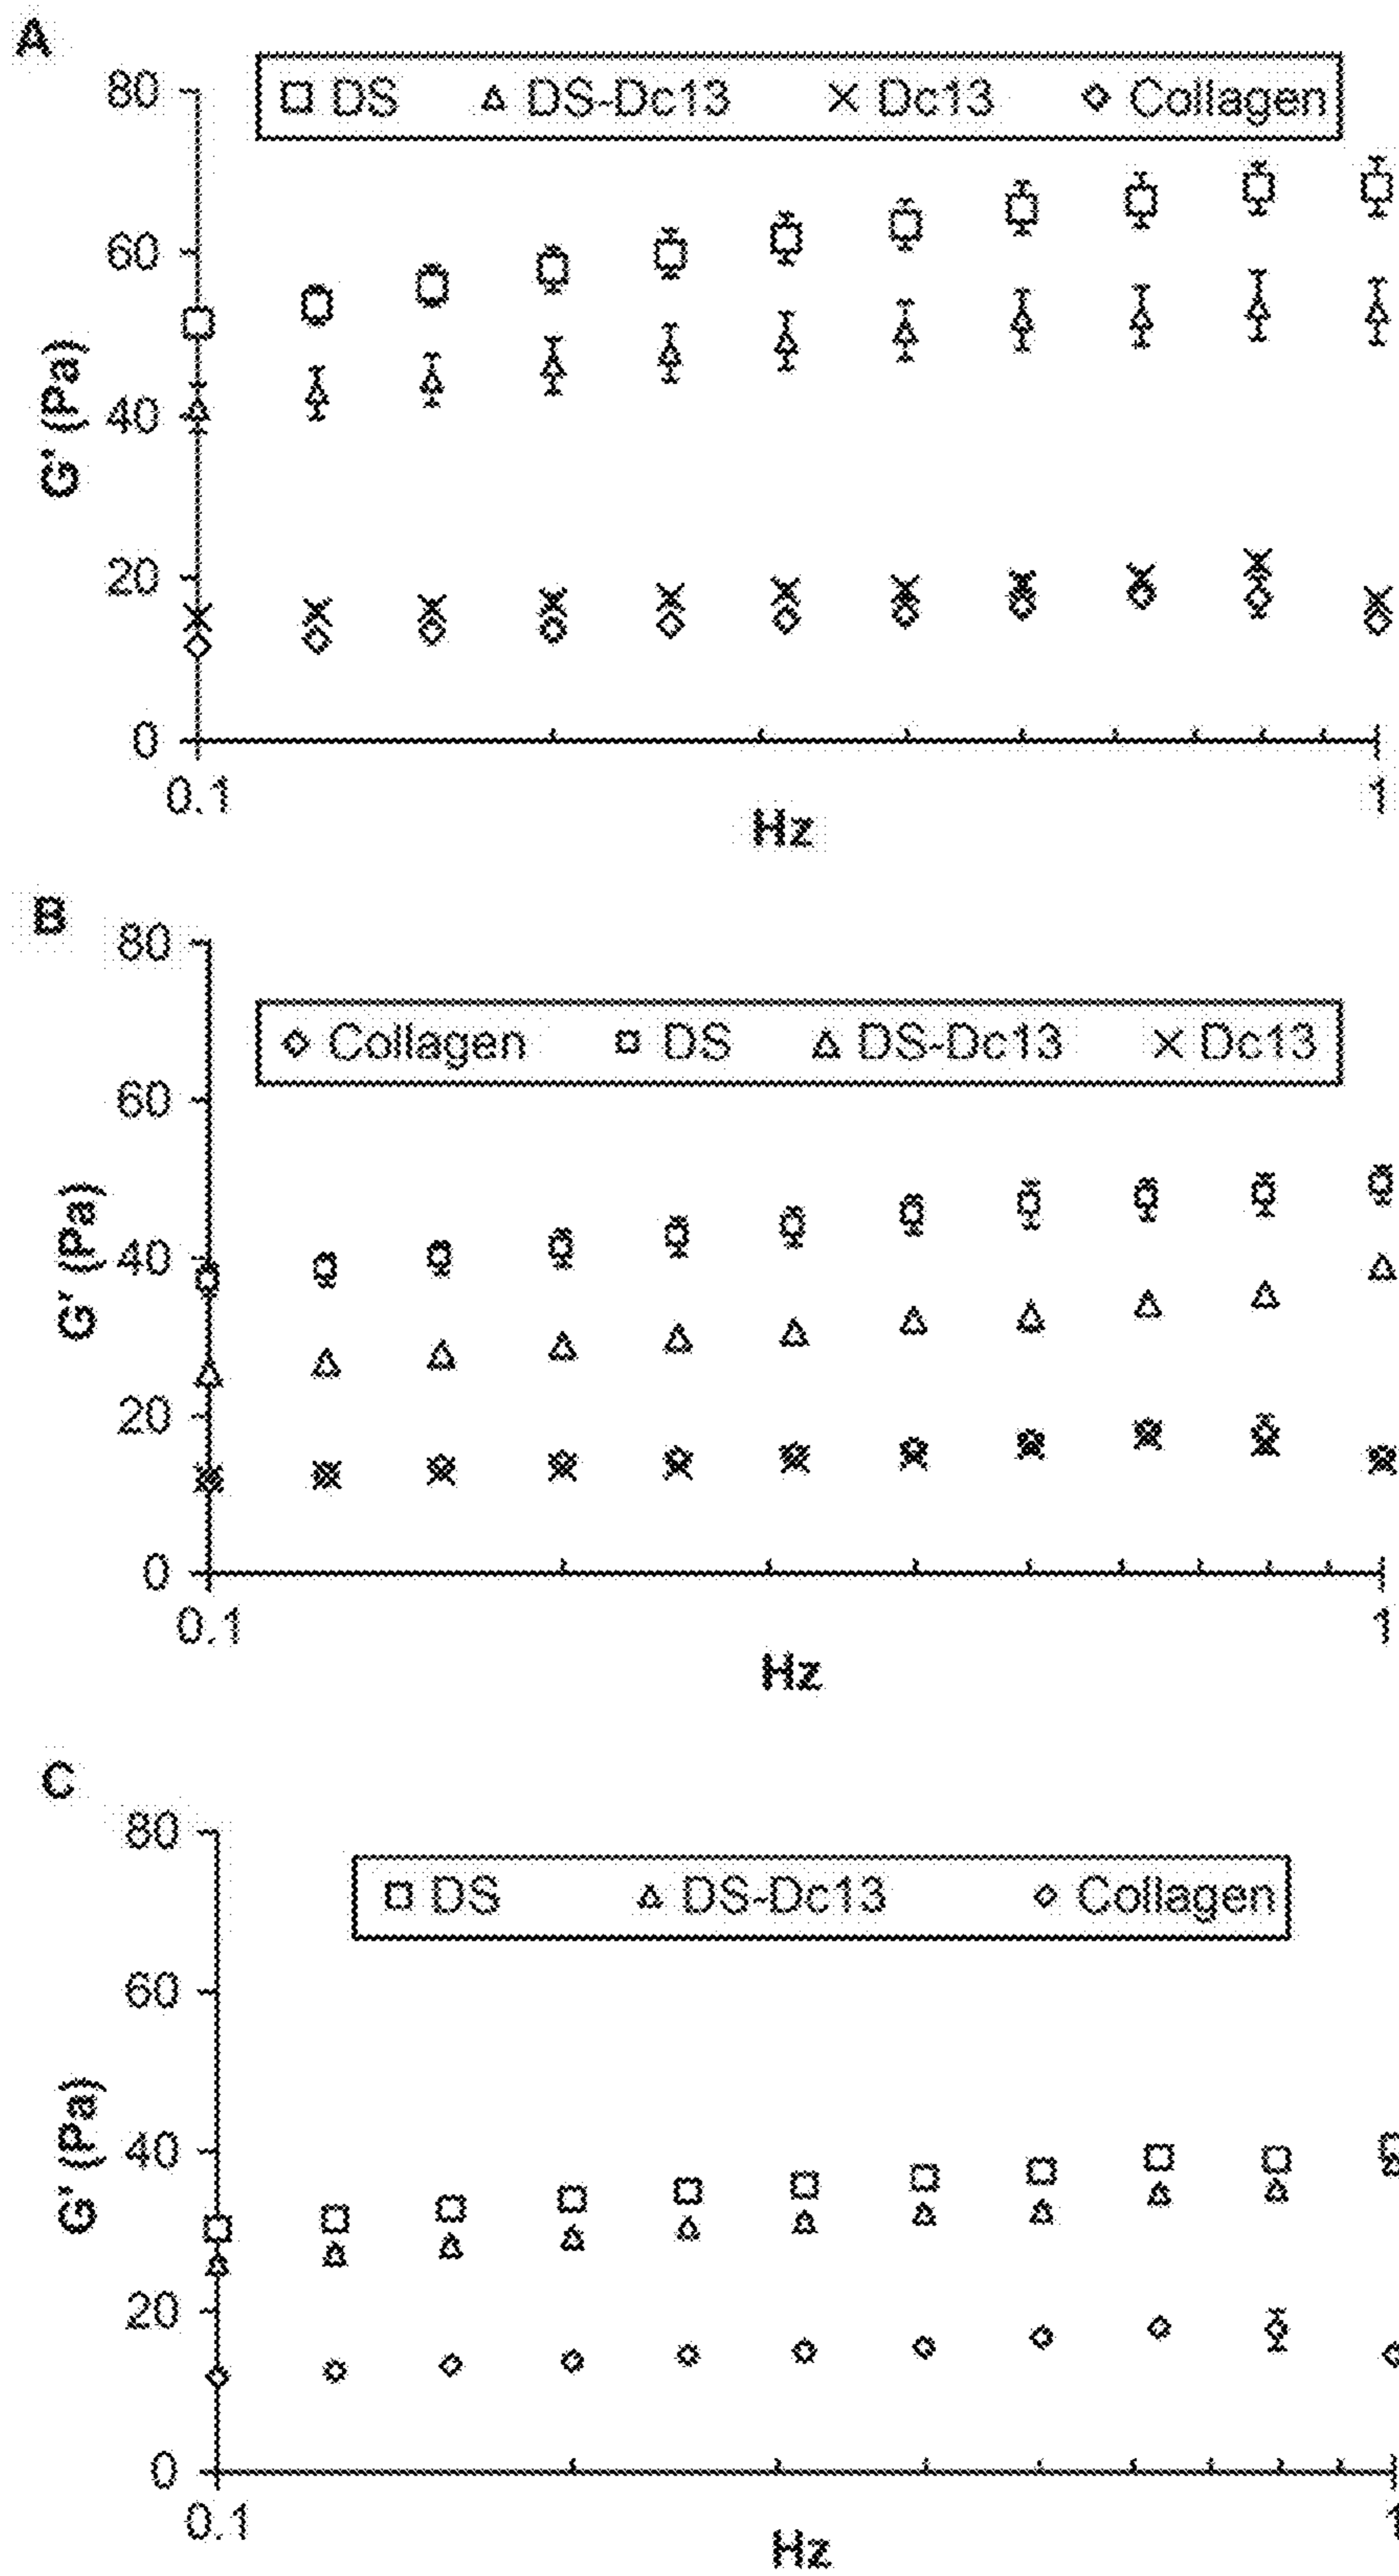 A
□ DS △ DS-Dc13 × Dc13 ◇ Collagen
80
60
40
20
0
G' (Pa)
0.1 1
Hz
B
◇ Collagen □ DS △ DS-Dc13 × Dc13
80
60
40
20
0
G' (Pa)
0.1 1
Hz
C
□ DS △ DS-Dc13 ◇ Collagen
80
60
40
20
0
G' (Pa)
0.1 1
Hz